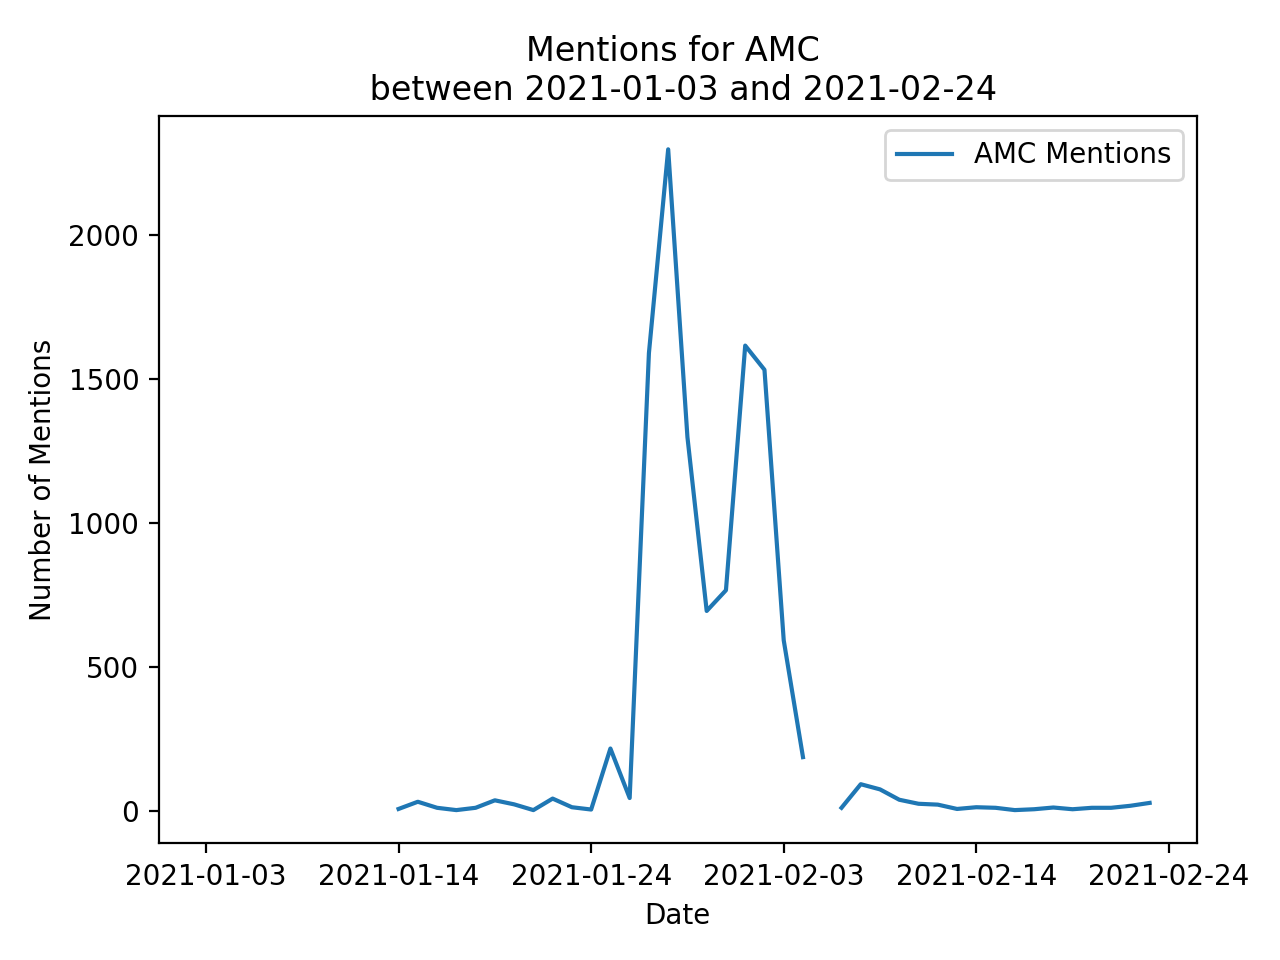 Mentions for AMC
between 2021-01-03 and 2021-02-24
AMC Mentions
Number of Mentions
2000
1500
1000
500
0
2021-01-03 2021-01-14 2021-01-24 2021-02-03 2021-02-14 2021-02-24
Date